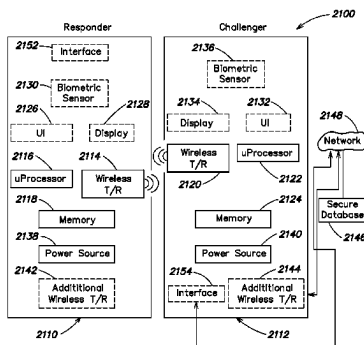 Responder
Challenger
2100
2152
Interface
2136
Biometric
Sensor
2130
Biometric
Sensor
2126
2128
UI
Display
2134
2132
Display
UI
2148
Network
2116
2114
uProcessor
Wireless
T/R
Wireless
T/R
uProcessor
2120
2122
2118
Memory
2124
Memory
Secure
Database
2146
2138
Power Source
2140
Power Source
2142
Addititional
Wireless T/R
2154
2144
Interface
Additional
Wireless T/R
2110
2112